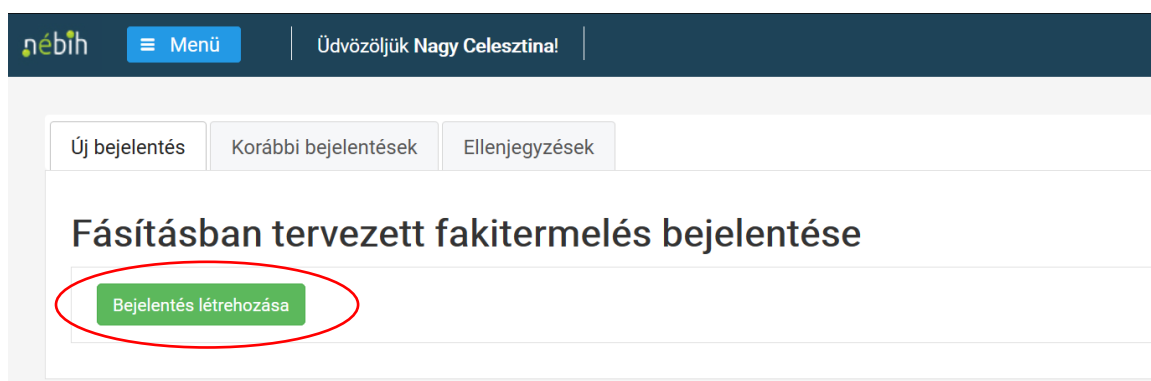 nébih
Menü
Üdvözöljük Nagy Celesztina!
Új bejelentés
Korábbi bejelentések
Ellenjegyzések
Fásításban tervezett fakitermelés bejelentése
Bejelentés létrehozása